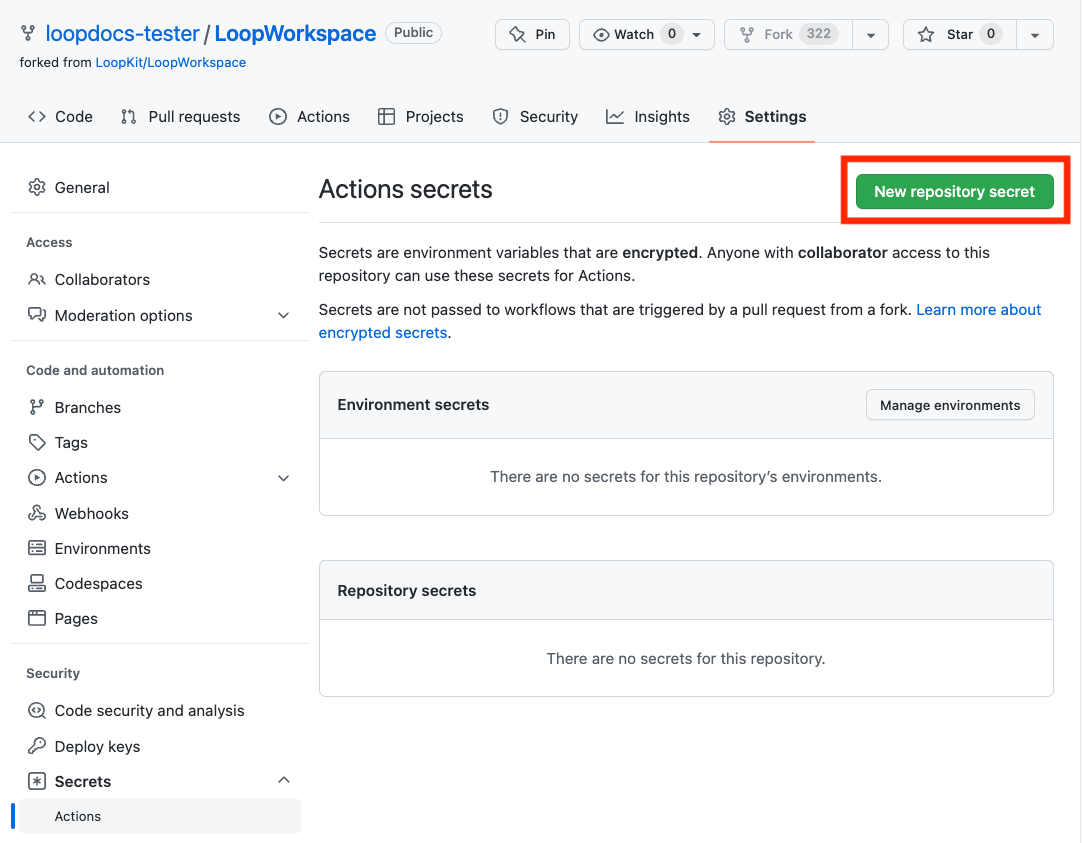 loopdocs-tester / LoopWorkspace Public Pin Watch 0 Fork 322 Star 0
forked from LoopKit/LoopWorkspace
Code Pull requests Actions Projects Security Insights Settings
General
Access
Collaborators
Moderation options
Code and automation
Branches
Tags
Actions
Webhooks
Environments
Codespaces
Pages
Security
Code security and analysis
Deploy keys
Secrets
Actions
Actions secrets
New repository secret
Secrets are environment variables that are encrypted. Anyone with collaborator access to this
repository can use these secrets for Actions.
Secrets are not passed to workflows that are triggered by a pull request from a fork. Learn more about
encrypted secrets.
Environment secrets
Manage environments
There are no secrets for this repository’s environments.
Repository secrets
There are no secrets for this repository.